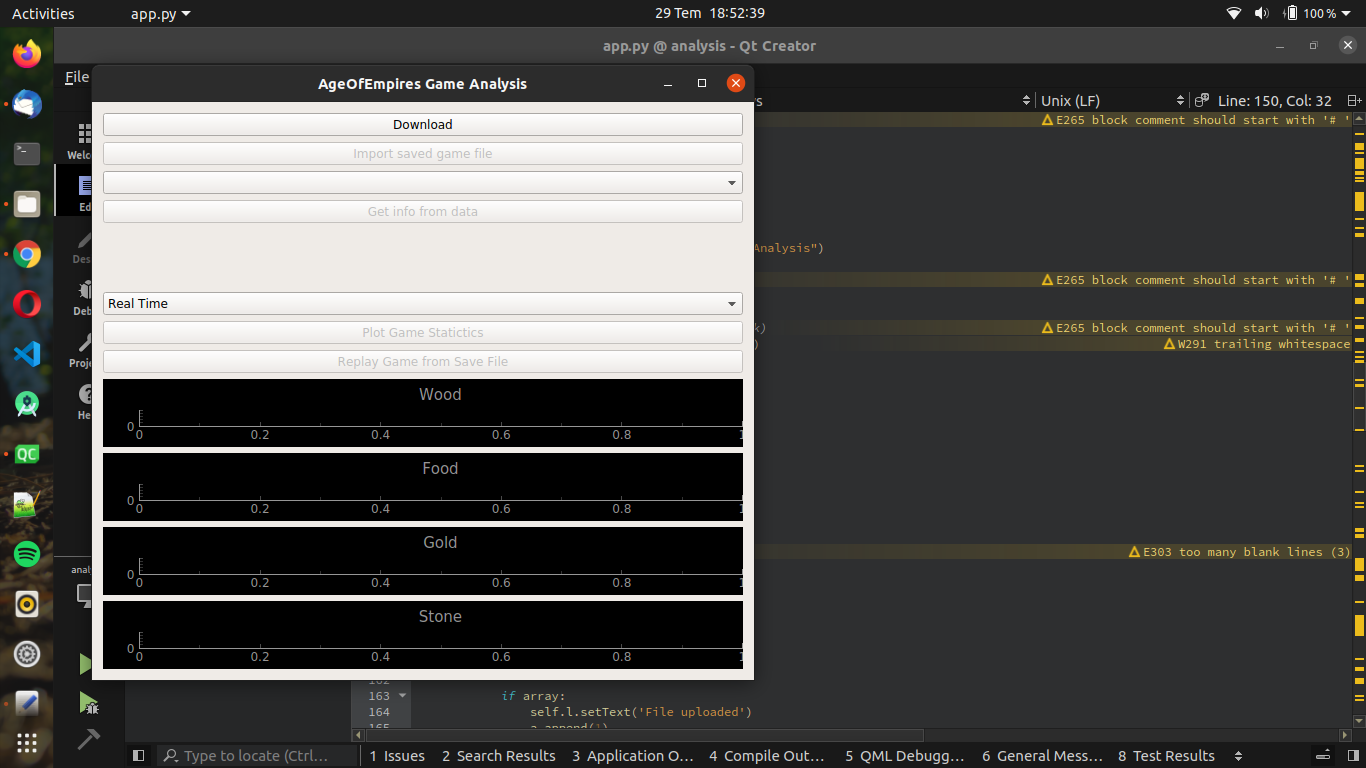 Activities app.py 29 Tem 18:52:39 100 %
app.py @ analysis - Qt Creator
File
AgeOfEmpires Game Analysis
Unix (LF) Line: 150, Col: 32
Download
E265 block comment should start with '# '
Import saved game file
Welco
Get info from data
Ed
Analysis")
Des
E265 block comment should start with '# '
Real Time
Deb
k) E265 block comment should start with '# '
Plot Game Statictics
) W291 trailing whitespace
Replay Game from Save File
Proje
Wood
He
0
0 0.2 0.4 0.6 0.8 1
Food
0
0 0.2 0.4 0.6 0.8 1
Gold
E303 too many blank lines (3)
0
0 0.2 0.4 0.6 0.8 1
analy
Stone
0
0 0.2 0.4 0.6 0.8 1
162
163 if array:
164 self.l.setText('File uploaded')
165 a.append(1)
Type to locate (Ctrl... 1 Issues 2 Search Results 3 Application O... 4 Compile Out... 5 QML Debugg... 6 General Mess... 8 Test Results